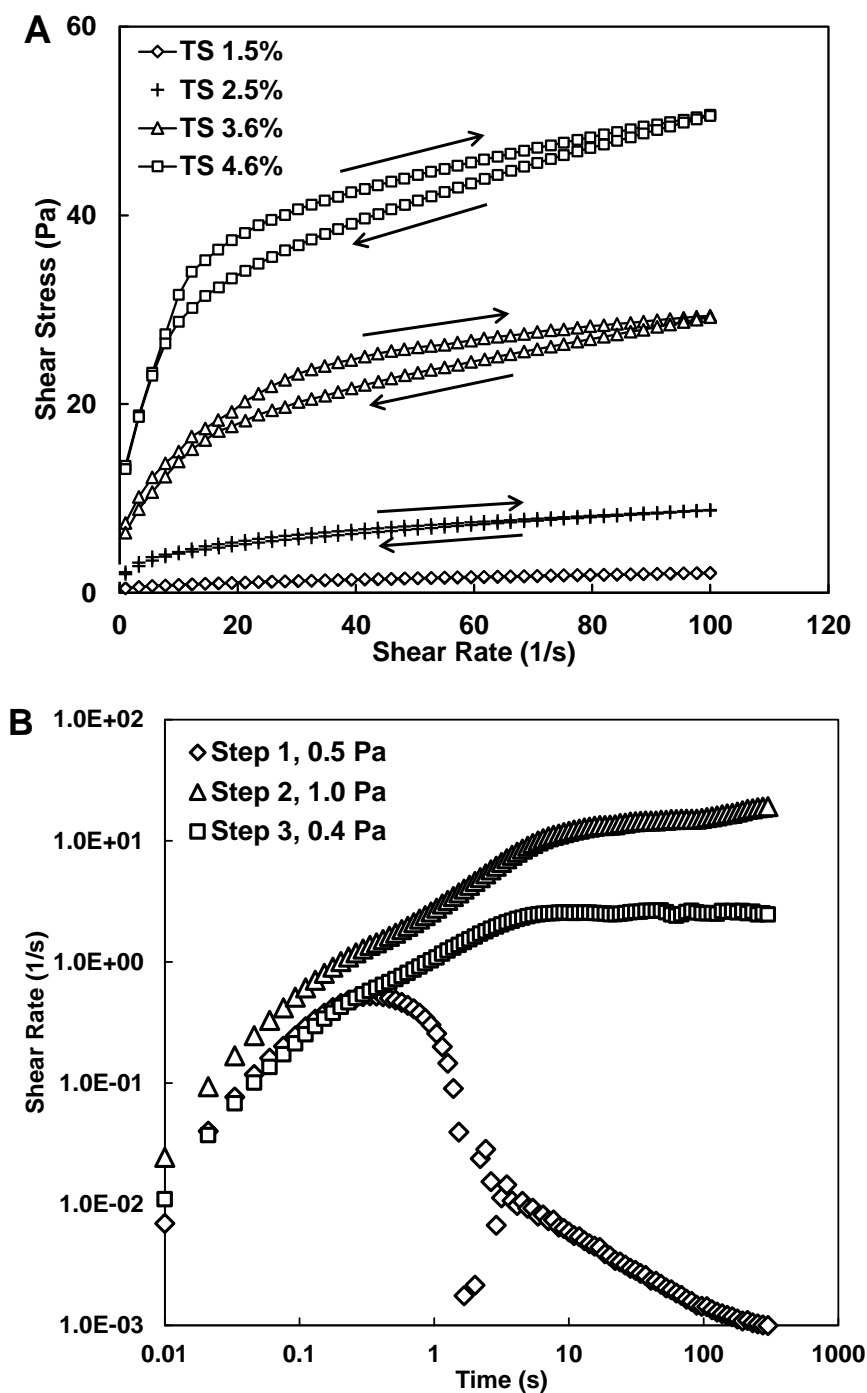 A
60
TS 1.5%
TS 2.5%
TS 3.6%
TS 4.6%
40
20
0
Shear Stress (Pa)
0 20 40 60 80 100 120
Shear Rate (1/s)
B
1.0E+02
Step 1, 0.5 Pa
Step 2, 1.0 Pa
Step 3, 0.4 Pa
1.0E+01
1.0E+00
1.0E-01
1.0E-02
1.0E-03
Shear Rate (1/s)
0.01 0.1 1 10 100 1000
Time (s)